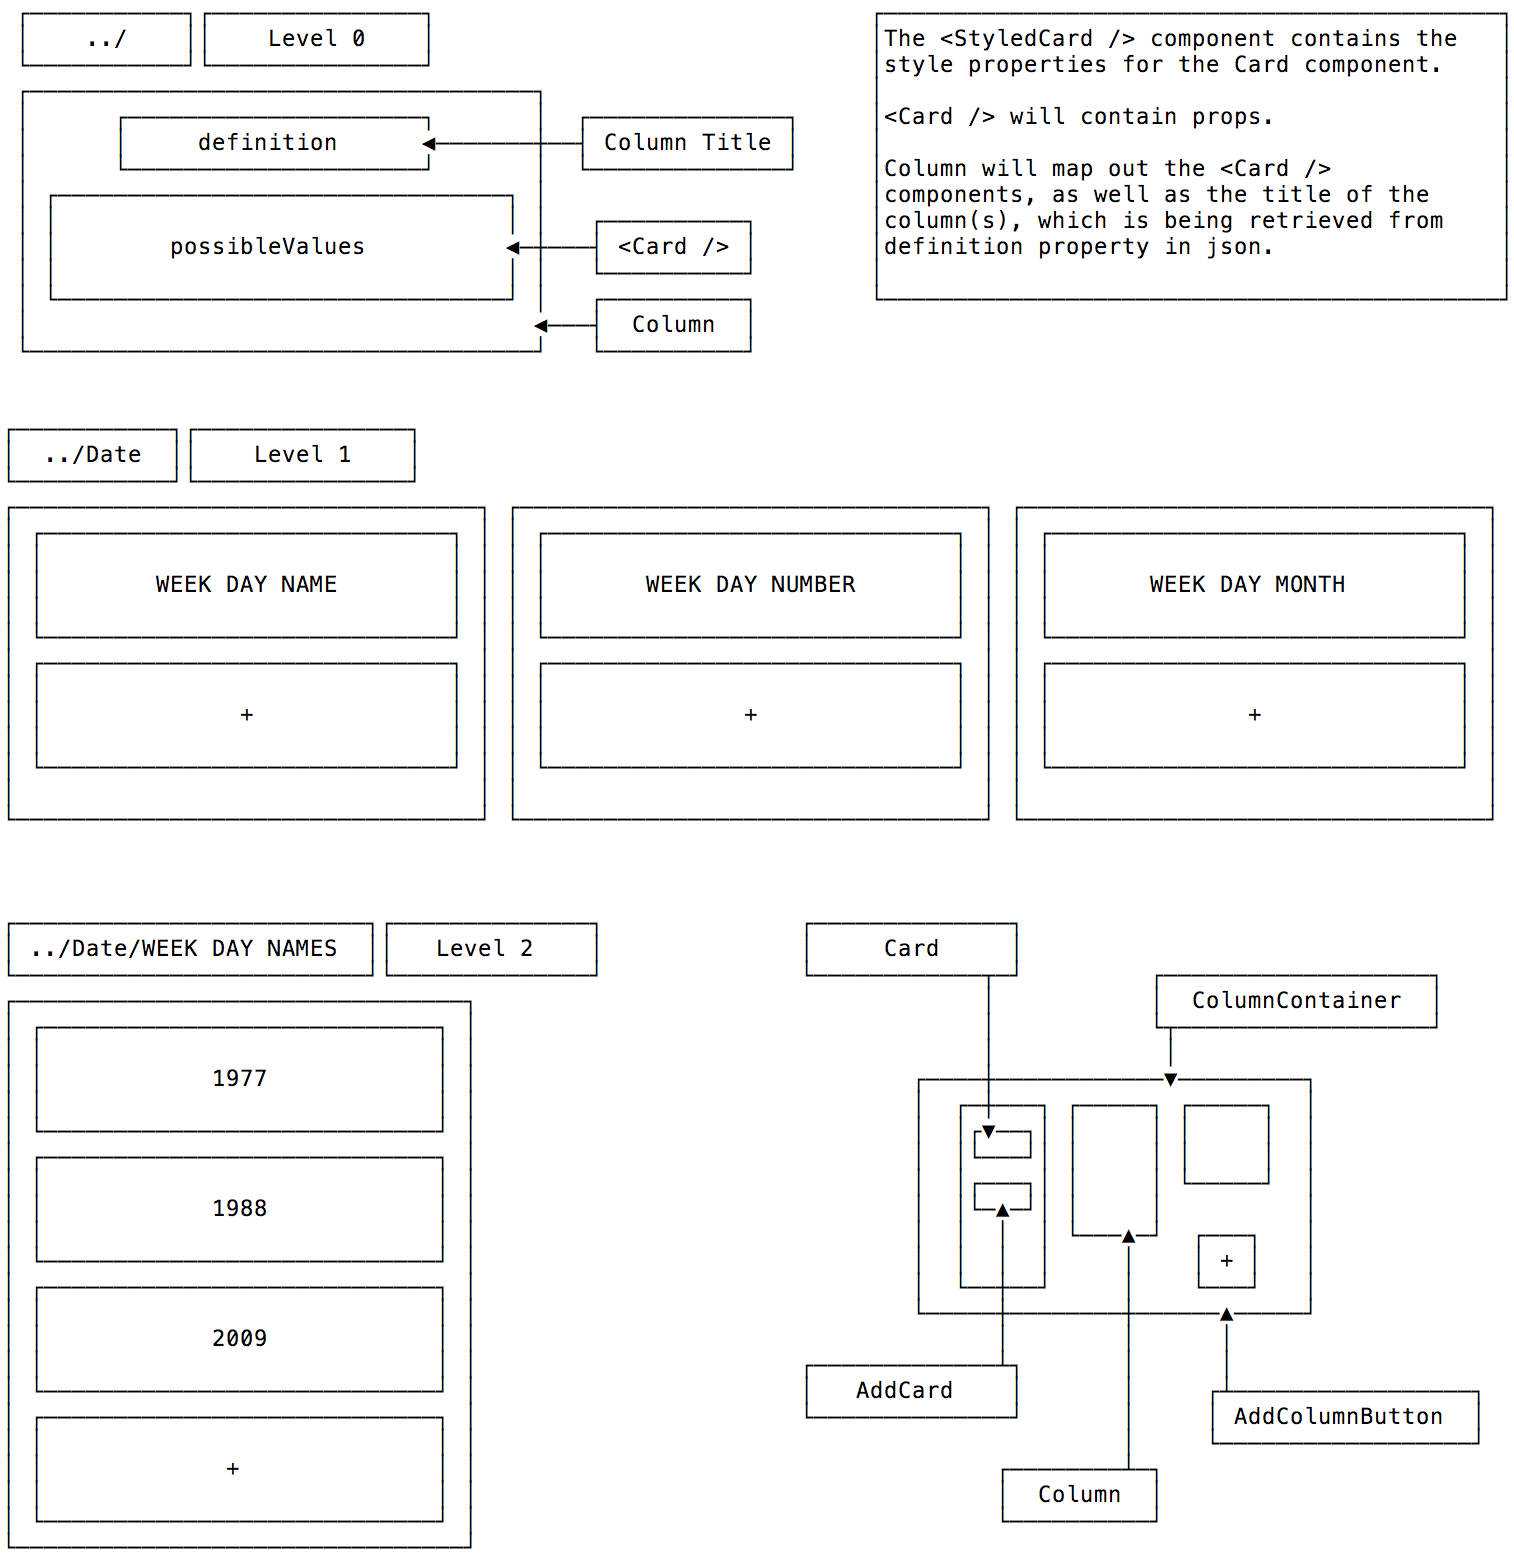 ../
Level 0
The <StyledCard /> component contains the
style properties for the Card component.
<Card /> will contain props.
Column will map out the <Card />
components, as well as the title of the
column(s), which is being retrieved from
definition property in json.
definition
Column Title
possibleValues
<Card />
Column
../Date
Level 1
WEEK DAY NAME
WEEK DAY NUMBER
WEEK DAY MONTH
+
+
+
../Date/WEEK DAY NAMES
Level 2
1977
1988
2009
+
Card
ColumnContainer
+
AddCard
AddColumnButton
Column